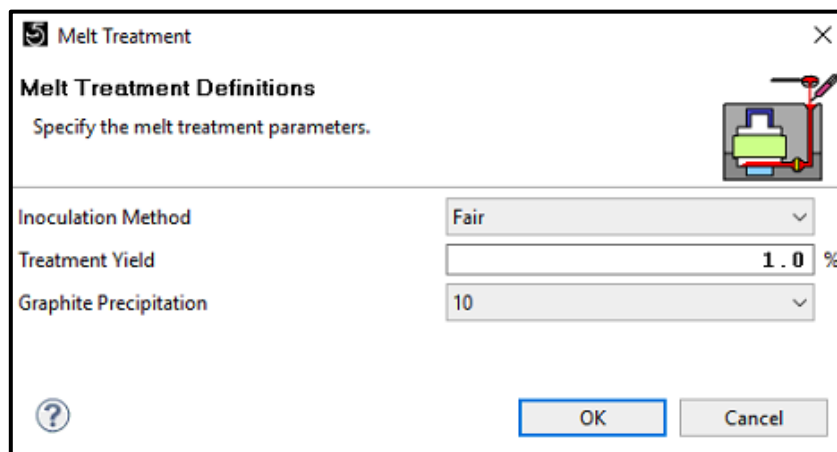 Melt Treatment
Melt Treatment Definitions
Specify the melt treatment parameters.
Inoculation Method Fair
Treatment Yield 1.0 %
Graphite Precipitation 10
? OK Cancel